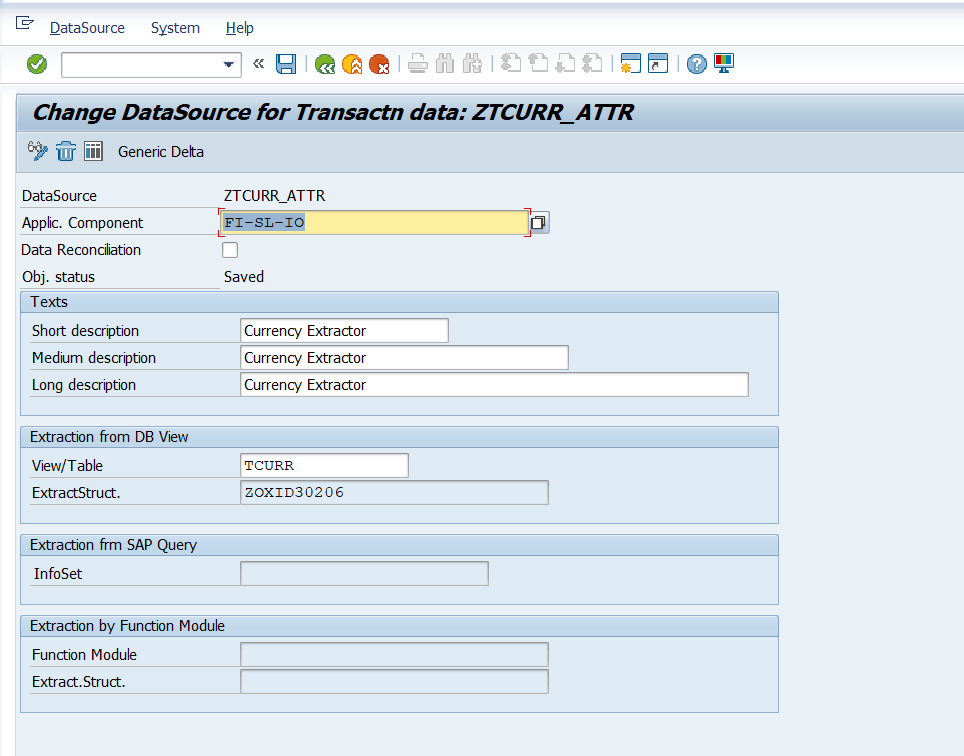 DataSource System Help
Change DataSource for Transactn data: ZTCURR_ATTR
Generic Delta
DataSource ZTCURR_ATTR
Applic. Component FI-SL-IO
Data Reconciliation
Obj. status Saved
Texts
Short description Currency Extractor
Medium description Currency Extractor
Long description Currency Extractor
Extraction from DB View
View/Table TCURR
ExtractStruct. ZOXID30206
Extraction frm SAP Query
InfoSet
Extraction by Function Module
Function Module
Extract.Struct.